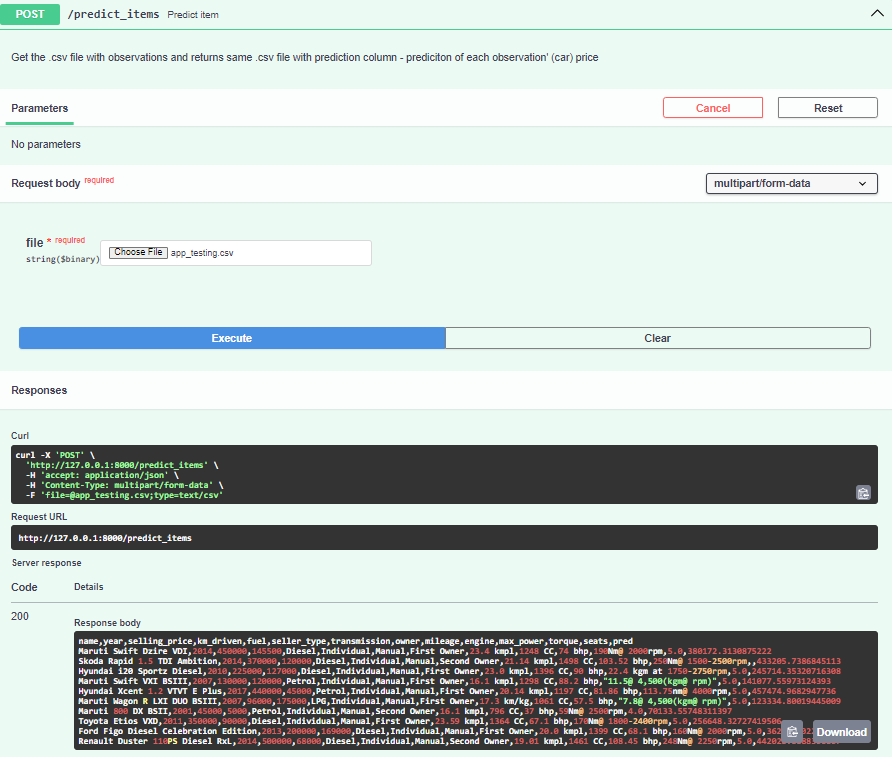 POST /predict_items Predict item
Get the .csv file with observations and returns same .csv file with prediction column - prediciton of each observation' (car) price
Parameters
Cancel
Reset
No parameters
Request body required
multipart/form-data
file * required
string($binary)
Choose File app_testing.csv
Execute
Clear
Responses
Curl
curl -X 'POST' \
'http://127.0.0.1:8000/predict_items' \
-H 'accept: application/json' \
-H 'Content-Type: multipart/form-data' \
-F 'file=@app_testing.csv;type=text/csv'
Request URL
http://127.0.0.1:8000/predict_items
Server response
Code Details
200
Response body
name,year,selling_price,km_driven,fuel,seller_type,transmission,owner,mileage,engine,max_power,torque,seats,pred
Maruti Swift Dzire VDI,2014,450000,145500,Diesel,Individual,Manual,First Owner,23.4 kmpl,1248 CC,74 bhp,190Nm@ 2000rpm,5.0,380172.3130875222
Skoda Rapid 1.5 TDI Ambition,2014,370000,120000,Diesel,Individual,Manual,Second Owner,21.14 kmpl,1498 CC,103.52 bhp,250Nm@ 1500-2500rpm,,433205.7386845113
Hyundai i20 Sportz Diesel,2010,225000,127000,Diesel,Individual,Manual,First Owner,23.0 kmpl,1396 CC,90 bhp,22.4 kgm at 1750-2750rpm,5.0,245714.35320716308
Maruti Swift VXI BSIII,2007,130000,120000,Petrol,Individual,Manual,First Owner,16.1 kmpl,1298 CC,88.2 bhp,"11.5@ 4,500(kgm@ rpm)",5.0,141077.55973124393
Hyundai Xcent 1.2 VTVT E Plus,2017,440000,45000,Petrol,Individual,Manual,First Owner,20.14 kmpl,1197 CC,81.86 bhp,113.75nm@ 4000rpm,5.0,457474.9682947736
Maruti Wagon R LXI DUO BSIII,2007,96000,175000,LPG,Individual,Manual,First Owner,17.3 km/kg,1061 CC,57.5 bhp,"7.8@ 4,500(kgm@ rpm)",5.0,123334.80019445009
Maruti 800 DX BSII,2001,45000,5000,Petrol,Individual,Manual,Second Owner,16.1 kmpl,796 CC,37 bhp,59Nm@ 2500rpm,4.0,70133.55748311397
Toyota Etios VXD,2011,350000,90000,Diesel,Individual,Manual,First Owner,23.59 kmpl,1364 CC,67.1 bhp,170Nm@ 1800-2400rpm,5.0,256648.32727419506
Ford Figo Diesel Celebration Edition,2013,200000,169000,Diesel,Individual,Manual,First Owner,20.0 kmpl,1399 CC,68.1 bhp,160Nm@ 2000rpm,5.0
Renault Duster 110PS Diesel RxL,2014,500000,68000,Diesel,Individual,Manual,Second Owner,19.01 kmpl,1461 CC,108.45 bhp,248Nm@ 2250rpm,5.0
Download